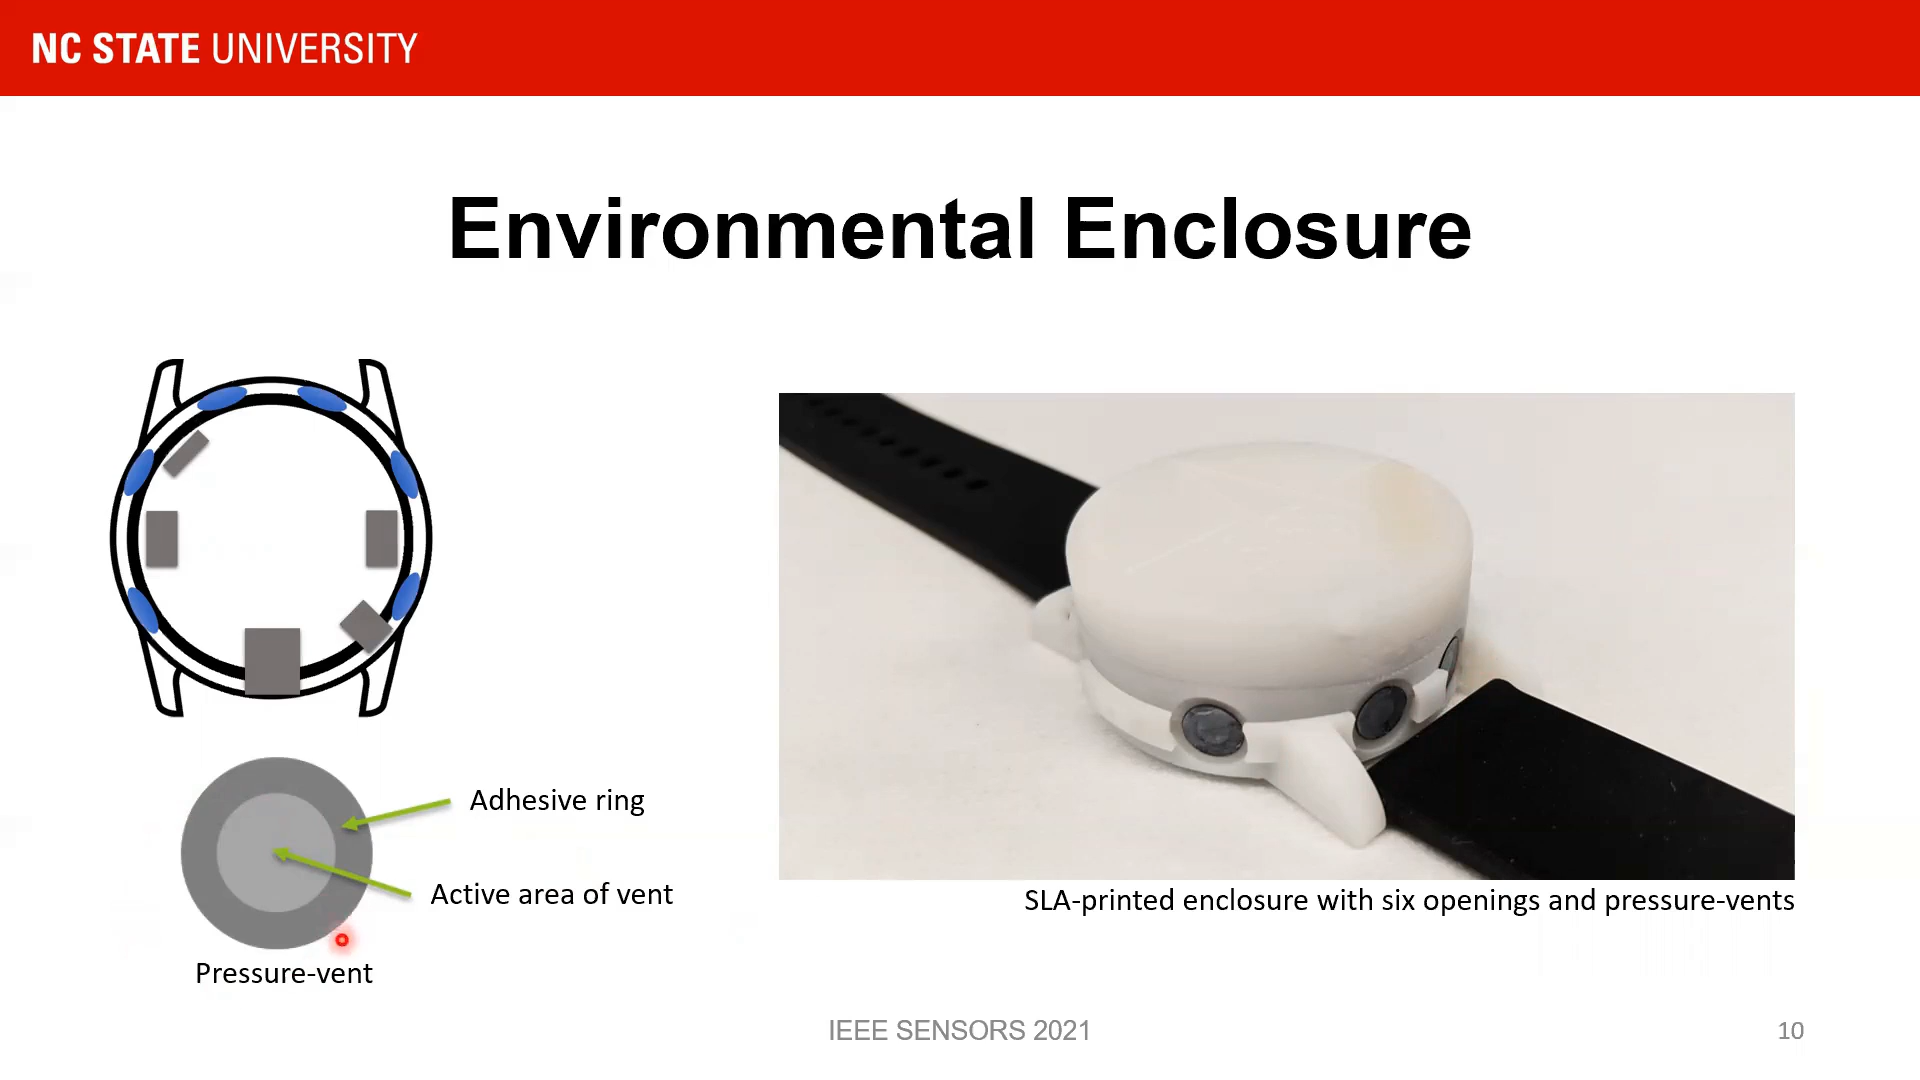 NC STATE UNIVERSITY
Environmental Enclosure
Adhesive ring
Active area of vent
Pressure-vent
SLA-printed enclosure with six openings and pressure-vents
IEEE SENSORS 2021
10